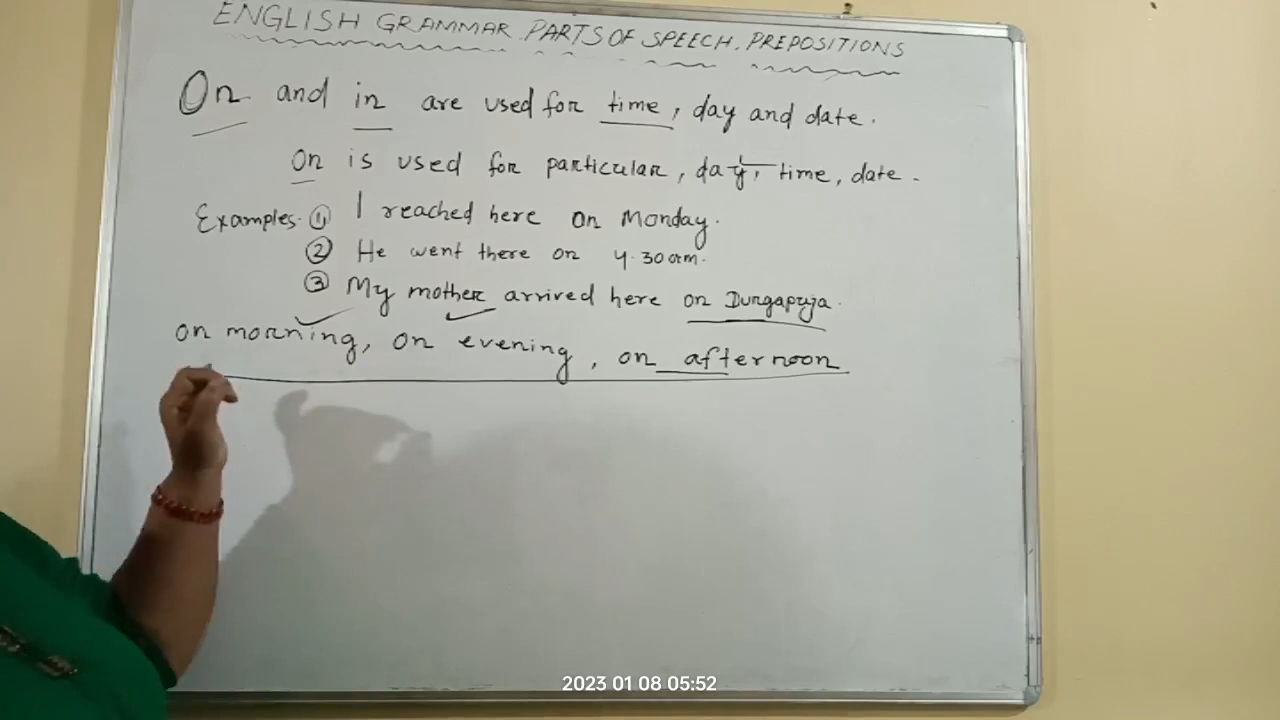 ENGLISH GRAMMAR. PARTS OF SPEECH. PREPOSITIONS
On and in are used for time, day and date.
On is used for particular, day, time, date.
Examples. ① I reached here on Monday.
② He went there on 4.30 am.
③ My mother arrived here on Durgapuja.
on morning, on evening, on afternoon
2023 01 08 05:52